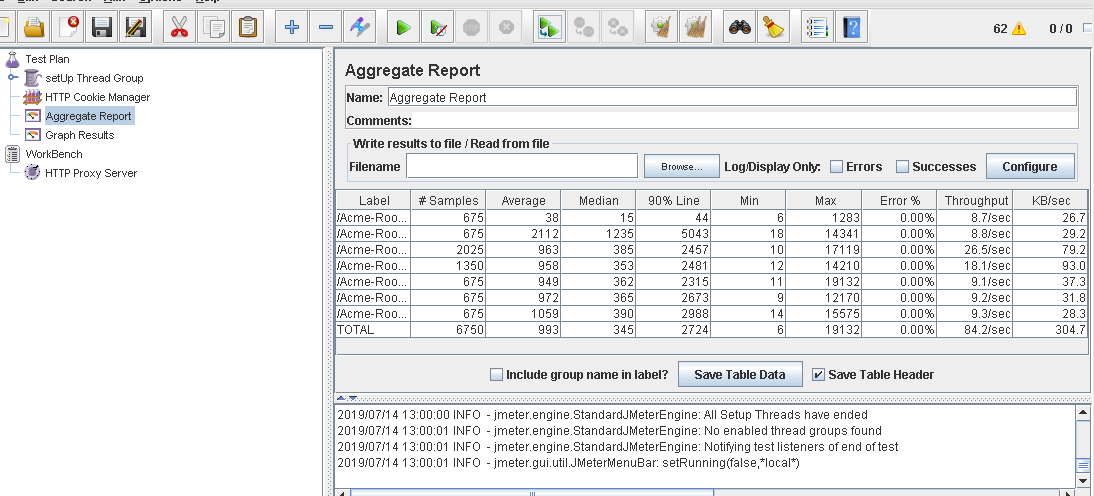 62 0 / 0
Test Plan
setUp Thread Group
HTTP Cookie Manager
Aggregate Report
Graph Results
WorkBench
HTTP Proxy Server
Aggregate Report
Name: Aggregate Report
Comments:
Write results to file / Read from file
Filename Browse... Log/Display Only: Errors Successes Configure
Label # Samples Average Median 90% Line Min Max Error % Throughput KB/sec
/Acme-Roo... 675 38 15 44 6 1283 0.00% 8.7/sec 26.7
/Acme-Roo... 675 2112 1235 5043 18 14341 0.00% 8.8/sec 29.2
/Acme-Roo... 2025 963 385 2457 10 17119 0.00% 26.5/sec 79.2
/Acme-Roo... 1350 958 353 2481 12 14210 0.00% 18.1/sec 93.0
/Acme-Roo... 675 949 362 2315 11 19132 0.00% 9.1/sec 37.3
/Acme-Roo... 675 972 365 2673 9 12170 0.00% 9.2/sec 31.8
/Acme-Roo... 675 1059 390 2988 14 15575 0.00% 9.3/sec 28.3
TOTAL 6750 993 345 2724 6 19132 0.00% 84.2/sec 304.7
Include group name in label? Save Table Data Save Table Header
2019/07/14 13:00:00 INFO - jmeter.engine.StandardJMeterEngine: All Setup Threads have ended
2019/07/14 13:00:01 INFO - jmeter.engine.StandardJMeterEngine: No enabled thread groups found
2019/07/14 13:00:01 INFO - jmeter.engine.StandardJMeterEngine: Notifying test listeners of end of test
2019/07/14 13:00:01 INFO - jmeter.gui.util.JMeterMenuBar: setRunning(false,*local*)